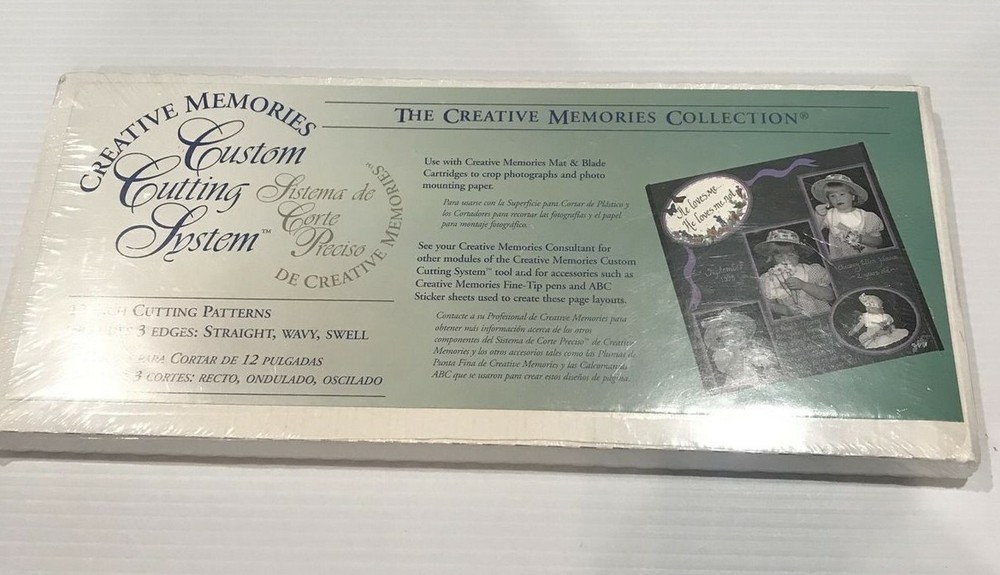 CREATIVE MEMORIES
Custom
Cutting
System™
Sistema de
Corte
Preciso
DE CREATIVE MEMORIES™
CUTTING PATTERNS
3 EDGES: STRAIGHT, WAVY, SWELL
PARA CORTAR DE 12 PULGADAS
3 CORTES: RECTO, ONDULADO, OSCILADO
THE CREATIVE MEMORIES COLLECTION®
Use with Creative Memories Mat & Blade
Cartridges to crop photographs and photo
mounting paper.
Para usarse con la Superficie para Cortar de Plástico y
los Cortadores para recortar las fotografías y el papel
para montaje fotográfico.
See your Creative Memories Consultant for
other modules of the Creative Memories Custom
Cutting System™ tool and for accessories such as
Creative Memories Fine-Tip pens and ABC
Sticker sheets used to create these page layouts.
Contacte a su Profesional de Creative Memories para
obtener más información acerca de los otros
componentes del Sistema de Corte Preciso™ de Creative
Memories y los otros accesorios tales como las Plumas de
Punta Fina de Creative Memories y las Calcomanías
ABC que se usaron para crear estos diseños de página.
He loves me...
He loves me not
September